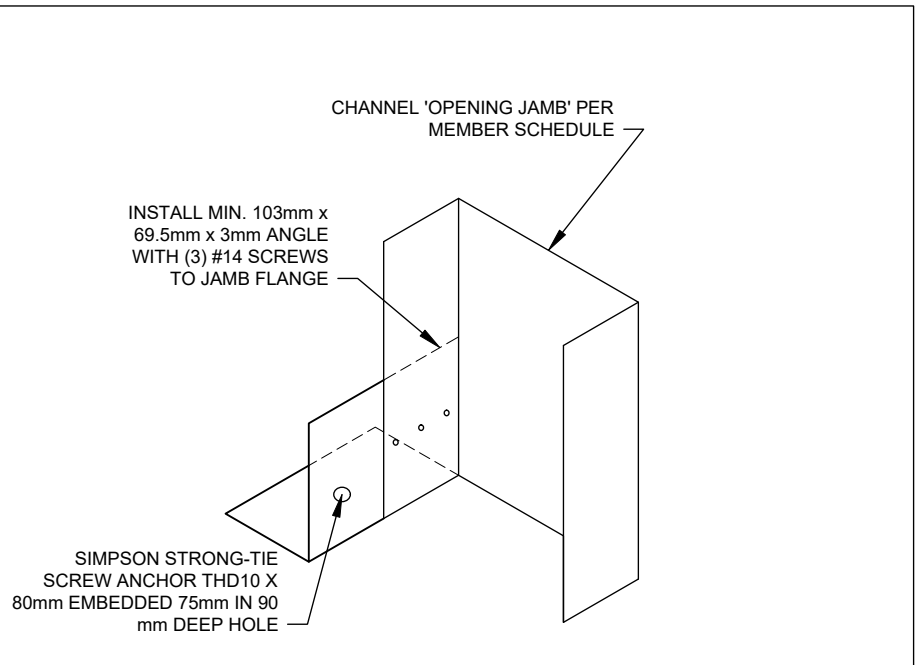 CHANNEL 'OPENING JAMB' PER
MEMBER SCHEDULE
INSTALL MIN. 103mm x
69.5mm x 3mm ANGLE
WITH (3) #14 SCREWS
TO JAMB FLANGE
SIMPSON STRONG-TIE
SCREW ANCHOR THD10 X
80mm EMBEDDED 75mm IN 90
mm DEEP HOLE